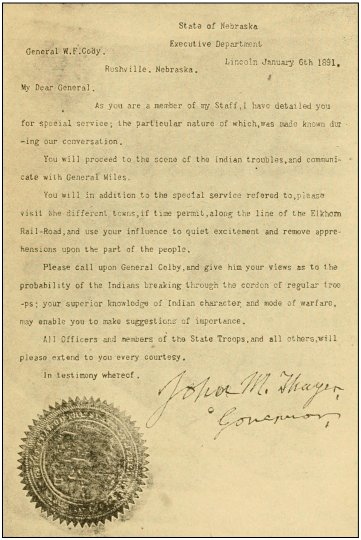 State of Nebraska
Executive Department
General W.F.Cody.
Lincoln January 6th 1891.
Rushville. Nebraska.
My Dear General.
As you are a member of my Staff,I have detailed you
for special service; the particular nature of which,was made known dur-
-ing our conversation.
You will proceed to the scene of the indian troubles,and communi-
cate with General Miles.
You will in addition to the special service refered to,please
visit the different towns,if time permit,along the line of the Elkhorn
Rail-Road,and use your influence to quiet excitement and remove appre-
hensions upon the part of the people.
Please call upon General Colby,and give him your views as to the
probability of the Indians breaking through the cordon of regular troo
-ps; your superior knowledge of Indian character and mode of warfare,
may enable you to make suggestions of importance.
All Officers and members of the State Troops,and all others,will
please extend to you every courtesy.
In testimony whereof.
John M. Thayer
Governor